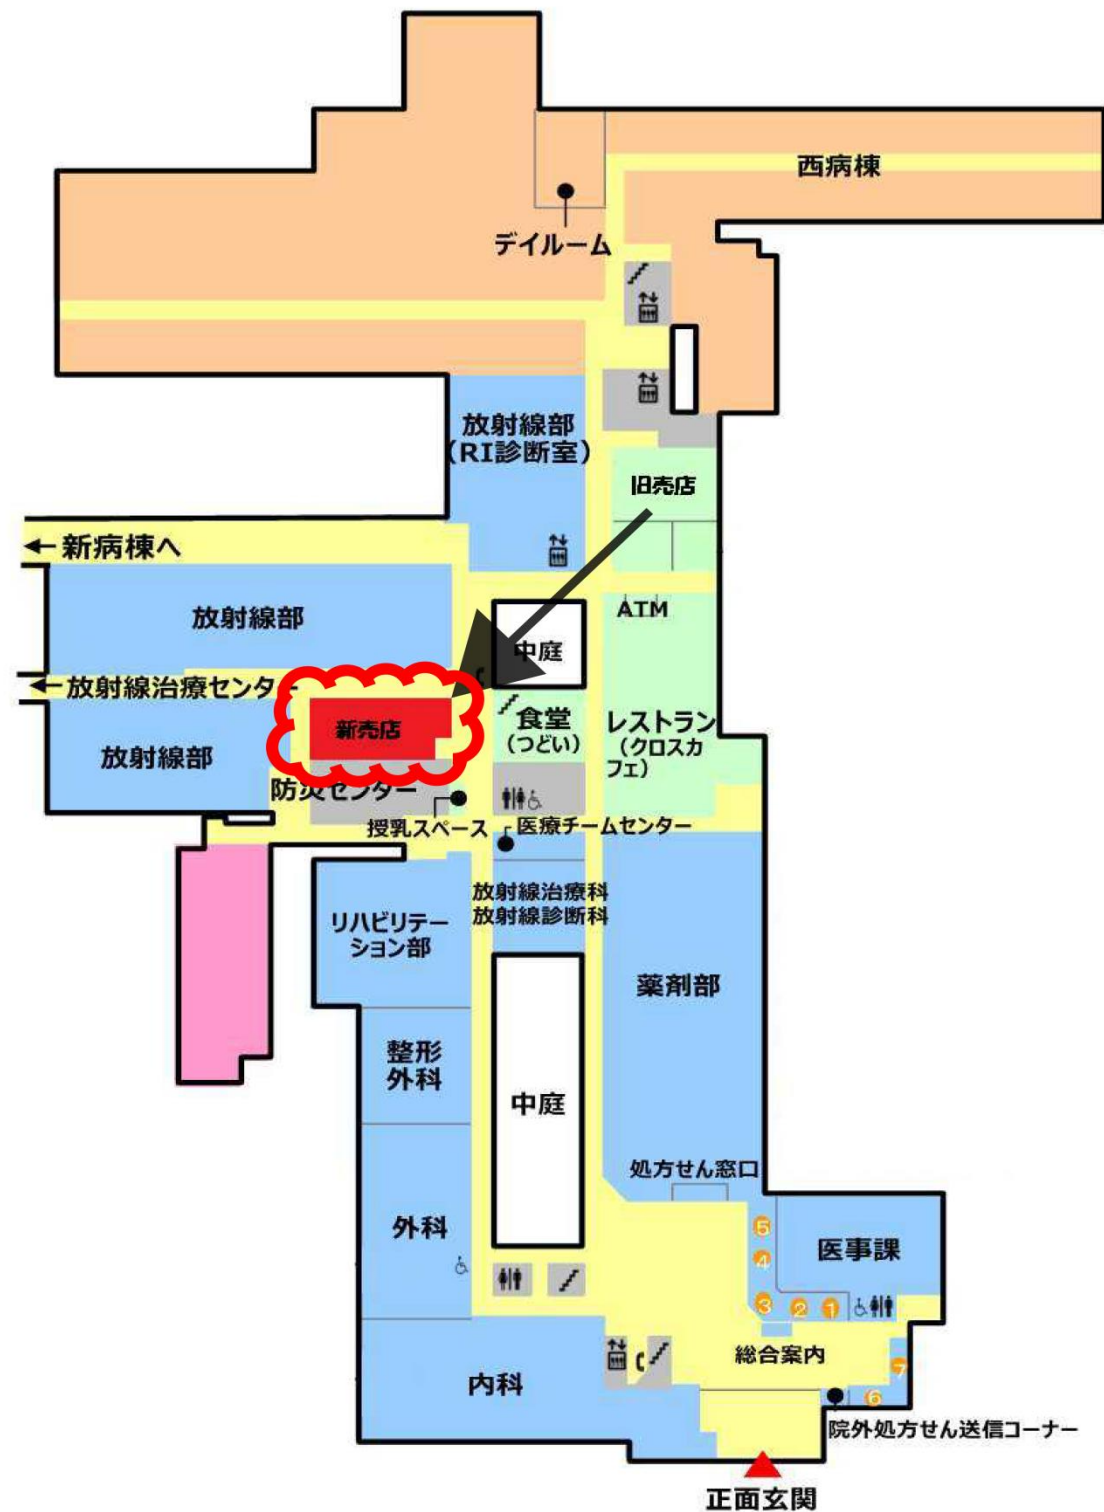 西病棟
デイルーム
放射線部
(RI診断室)
旧売店
←新病棟へ
放射線部
ATM
中庭
←放射線治療センター
新売店
食堂
(つどい)
レストラン
(クロスカ
フェ)
放射線部
防災センター
授乳スペース
医療チームセンター
放射線治療科
放射線診断科
リハビリテー
ション部
薬剤部
整形
外科
中庭
処方せん窓口
外科
5
4
3
2
1
医事課
総合案内
7
6
内科
院外処方せん送信コーナー
正面玄関